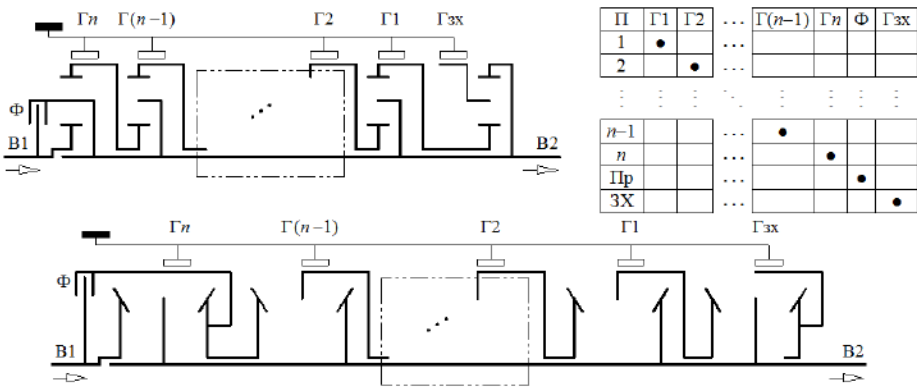 Гn Г(n−1) Г2 Г1 Гзх
Ф
В1 В2
П Г1 Г2 … Г(n−1) Гn Ф Гзх
1 ● …
2 ● …
⋮ ⋮ ⋮ ⋱ ⋮ ⋮ ⋮ ⋮
n−1 … ●
n … ●
Пр … ●
ЗХ … ●
Гn Г(n−1) Г2 Г1 Гзх
Ф
В1 В2